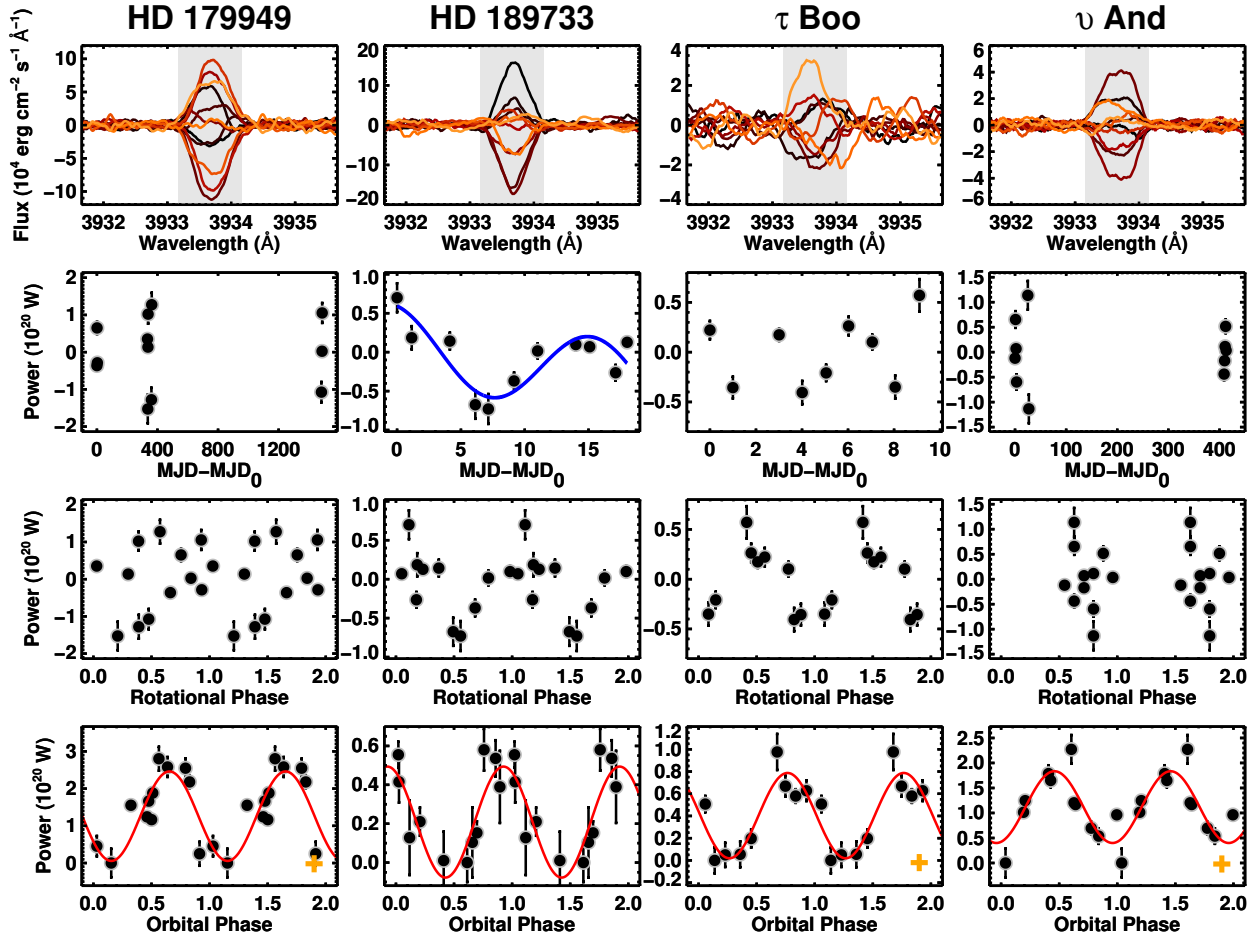 HD 179949 HD 189733 τ Boo υ And
Flux (10⁴ erg cm⁻² s⁻¹ Å⁻¹)
10 5 0 −5 −10
20 10 0 −10 −20
4 2 0 −2 −4
6 4 2 0 −2 −4 −6
3932 3933 3934 3935 3932 3933 3934 3935 3932 3933 3934 3935 3932 3933 3934 3935
Wavelength (Å) Wavelength (Å) Wavelength (Å) Wavelength (Å)
Power (10²⁰ W)
2 1 0 −1 −2
1.0 0.5 0.0 −0.5 −1.0
0.5 0.0 −0.5
1.5 1.0 0.5 0.0 −0.5 −1.0 −1.5
0 400 800 1200 0 5 10 15 0 2 4 6 8 10 0 100 200 300 400
MJD−MJD₀ MJD−MJD₀ MJD−MJD₀ MJD−MJD₀
Power (10²⁰ W)
2 1 0 −1 −2
1.0 0.5 0.0 −0.5 −1.0
0.5 0.0 −0.5
1.5 1.0 0.5 0.0 −0.5 −1.0 −1.5
0.0 0.5 1.0 1.5 2.0 0.0 0.5 1.0 1.5 2.0 0.0 0.5 1.0 1.5 2.0 0.0 0.5 1.0 1.5 2.0
Rotational Phase Rotational Phase Rotational Phase Rotational Phase
Power (10²⁰ W)
3 2 1 0
0.6 0.4 0.2 0.0
1.2 1.0 0.8 0.6 0.4 0.2 0.0 −0.2
2.5 2.0 1.5 1.0 0.5 0.0
0.0 0.5 1.0 1.5 2.0 0.0 0.5 1.0 1.5 2.0 0.0 0.5 1.0 1.5 2.0 0.0 0.5 1.0 1.5 2.0
Orbital Phase Orbital Phase Orbital Phase Orbital Phase